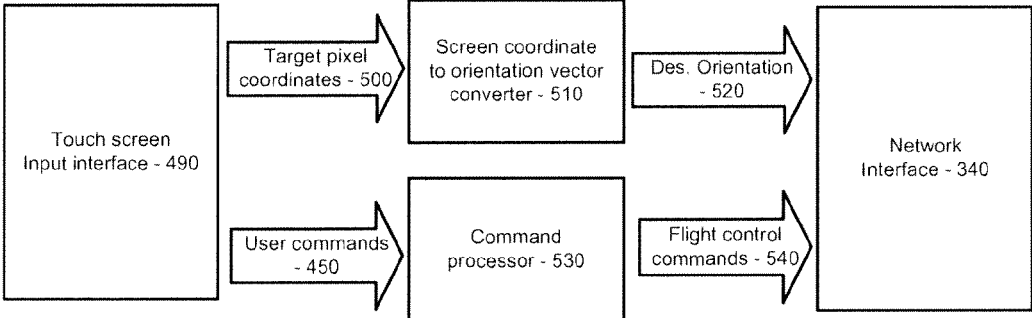 Touch screen
Input interface - 490
Target pixel
coordinates - 500
Screen coordinate
to orientation vector
converter - 510
Des. Orientation
- 520
User commands
- 450
Command
processor - 530
Flight control
commands - 540
Network
Interface - 340